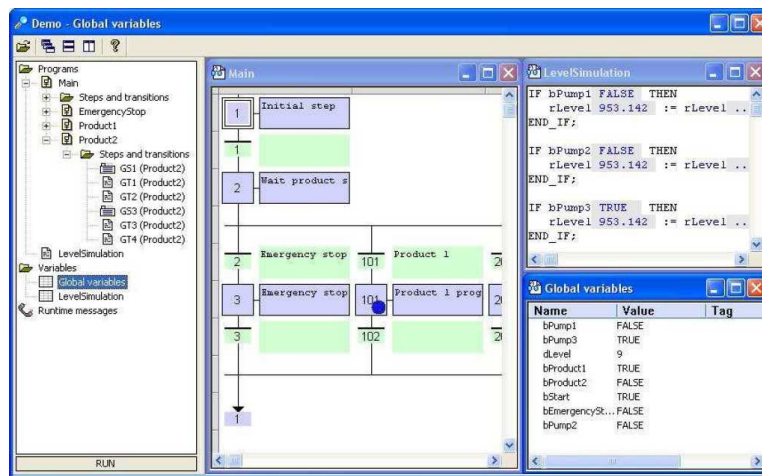 Demo - Global variables
Programs
Main
Steps and transitions
EmergencyStop
Product1
Product2
Steps and transitions
GS1 (Product2)
GT1 (Product2)
GT2 (Product2)
GS3 (Product2)
GT3 (Product2)
GT4 (Product2)
LevelSimulation
Variables
Global variables
LevelSimulation
Runtime messages
RUN
Main
1 Initial step
1
2 Wait product s
2 Emergency stop 101 Product 1 20
3 Emergency stop 101 Product 1 prog 20
3 102 20
1
LevelSimulation
IF bPump1 FALSE THEN
rLevel 953.142 := rLevel ..
END_IF;
IF bPump2 FALSE THEN
rLevel 953.142 := rLevel ..
END_IF;
IF bPump3 TRUE THEN
rLevel 953.142 := rLevel ..
END_IF;
Global variables
Name Value Tag
bPump1 FALSE
bPump3 TRUE
dLevel 9
bProduct1 TRUE
bProduct2 FALSE
bStart TRUE
bEmergencySt... FALSE
bPump2 FALSE